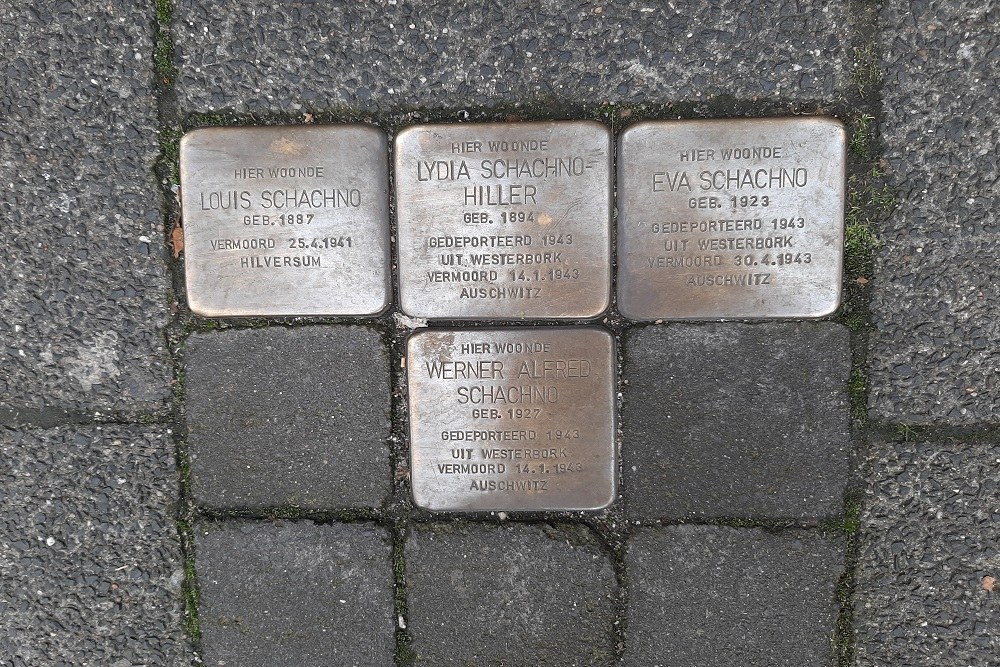 HIER WOONDE
LOUIS SCHACHNO
GEB. 1887
VERMOORD 25.4.1941
HILVERSUM
HIER WOONDE
LYDIA SCHACHNO-
HILLER
GEB. 1894
GEDEPORTEERD 1943
UIT WESTERBORK
VERMOORD 14.1.1943
AUSCHWITZ
HIER WOONDE
EVA SCHACHNO
GEB. 1923
GEDEPORTEERD 1943
UIT WESTERBORK
VERMOORD 30.4.1943
AUSCHWITZ
HIER WOONDE
WERNER ALFRED
SCHACHNO
GEB. 1927
GEDEPORTEERD 1943
UIT WESTERBORK
VERMOORD 14.1.1943
AUSCHWITZ